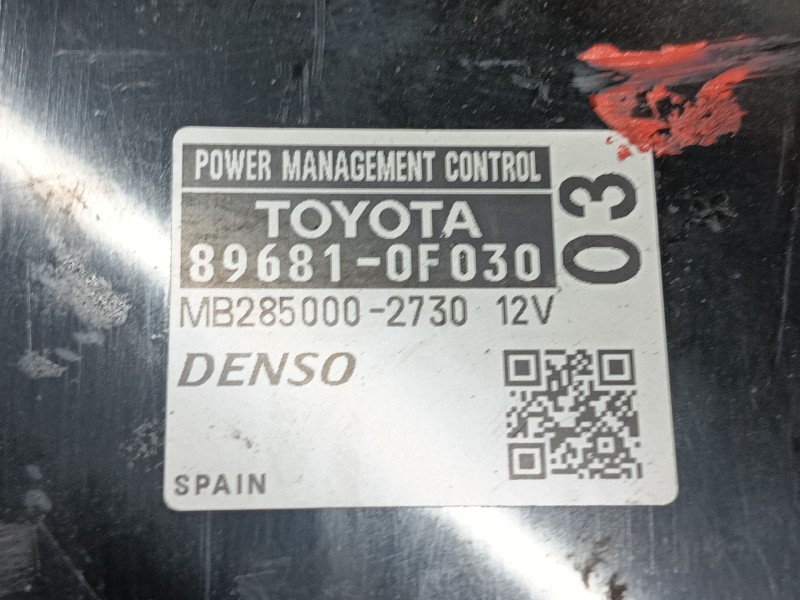 POWER MANAGEMENT CONTROL
TOYOTA
89681-0F030
03
MB285000-2730 12V
DENSO
SPAIN